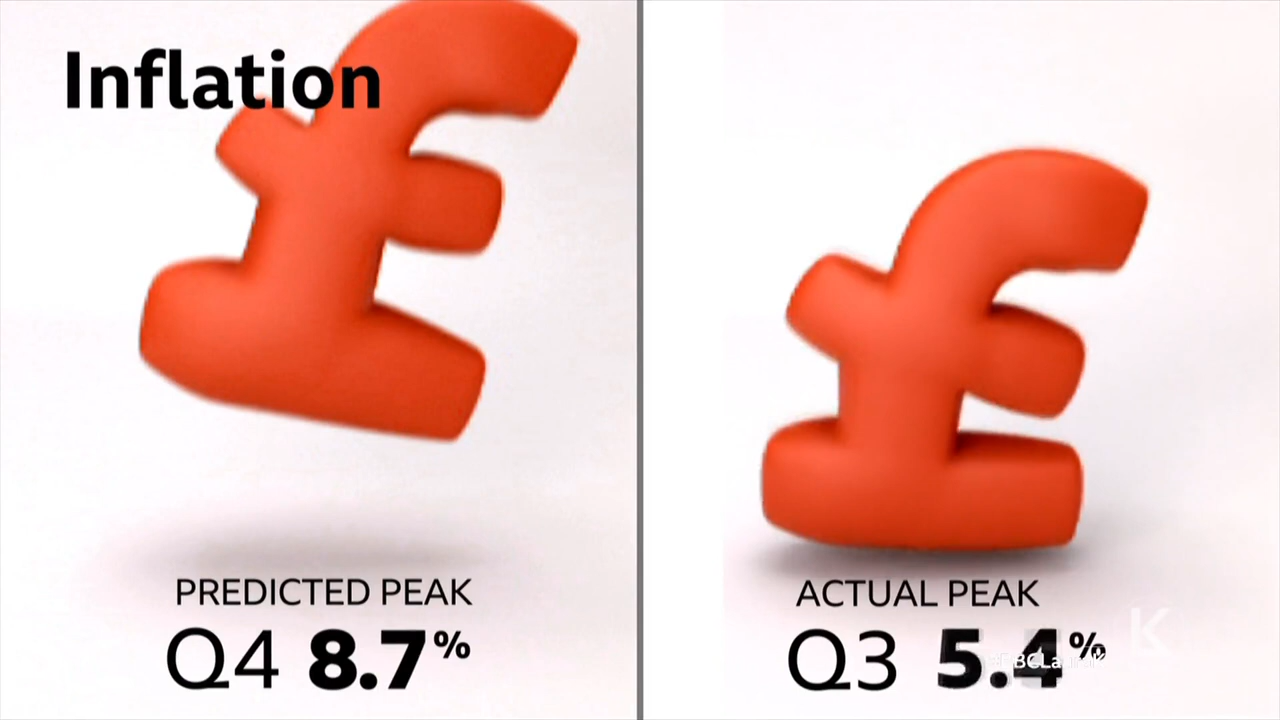 Inflation
PREDICTED PEAK
Q4 8.7%
ACTUAL PEAK
Q3 5.4%
K